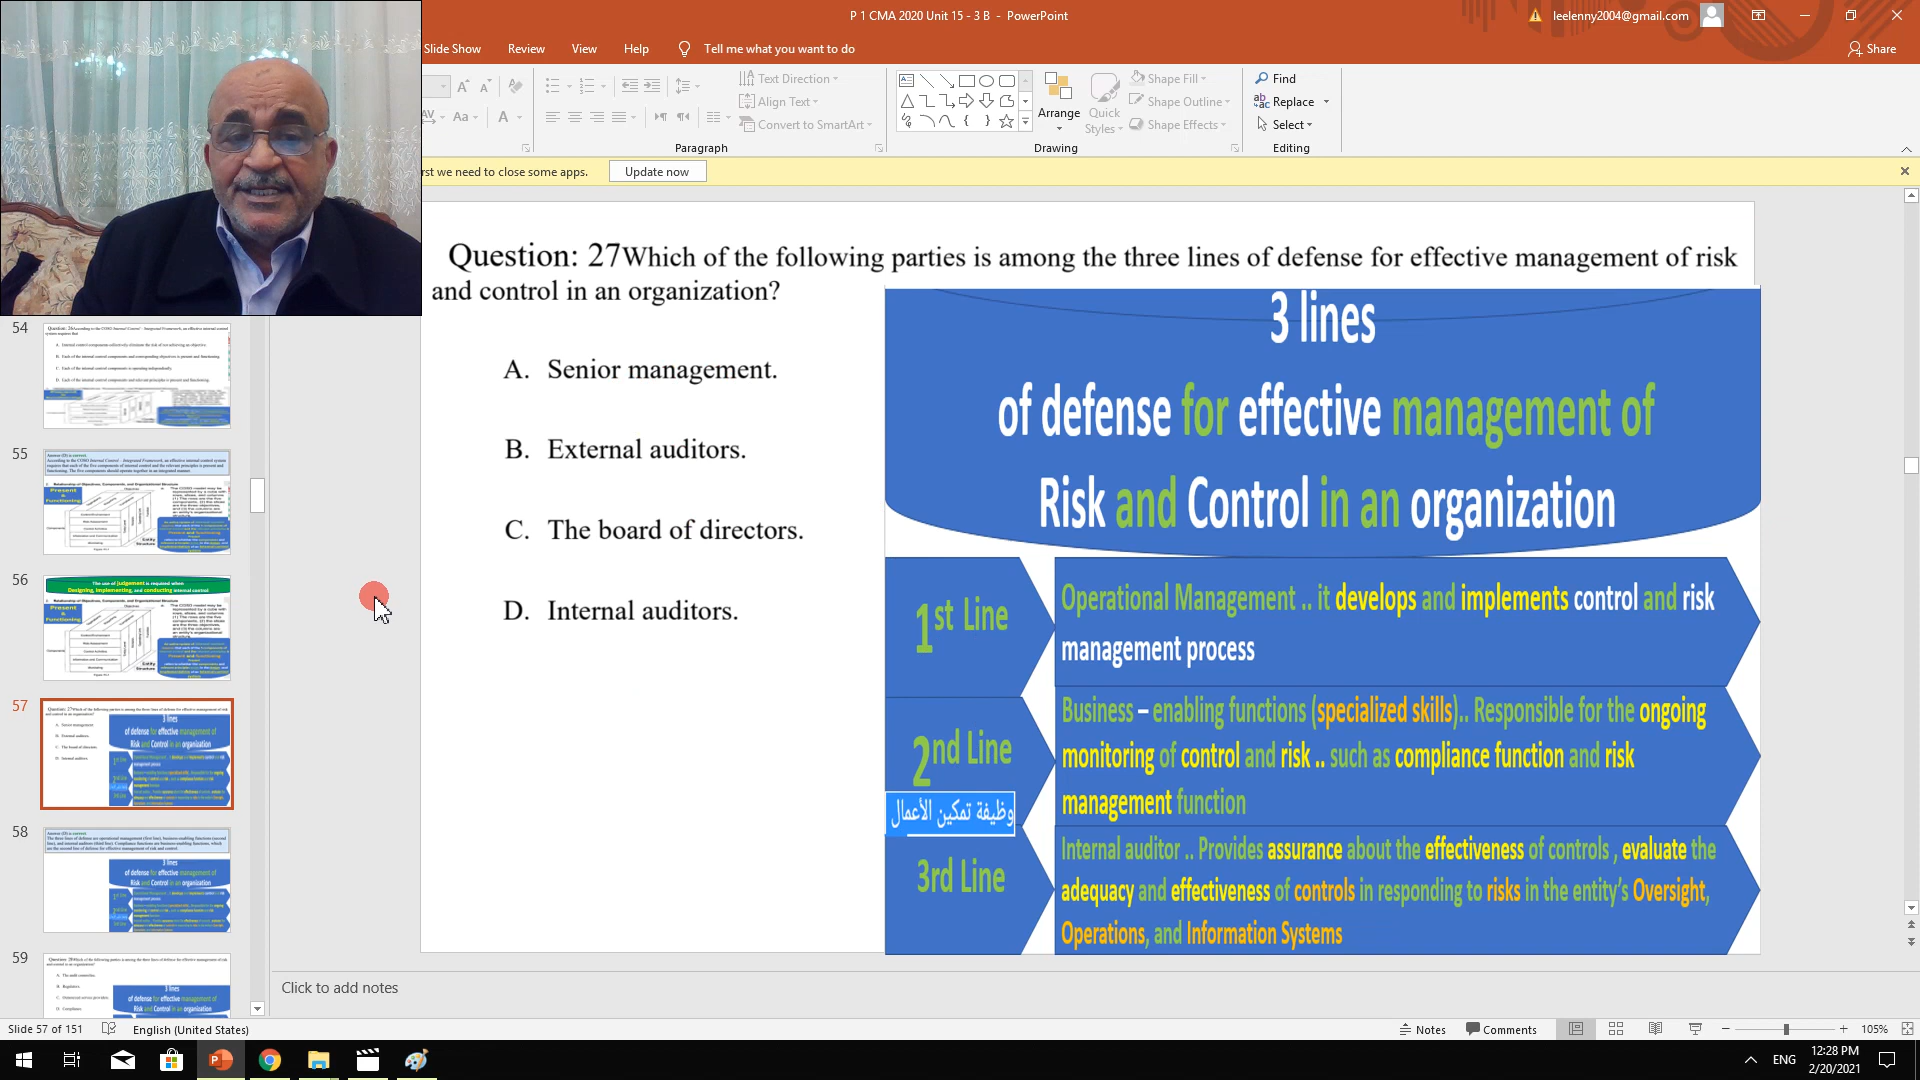 P 1 CMA 2020 Unit 15 - 3 B - PowerPoint
leelenny2004@gmail.com
Slide Show
Review
View
Help
Tell me what you want to do
Share
Text Direction
Align Text
Convert to SmartArt
Paragraph
Arrange
Quick
Styles
Shape Fill
Shape Outline
Shape Effects
Drawing
Find
Replace
Select
Editing
rst we need to close some apps.
Update now
Question: 27Which of the following parties is among the three lines of defense for effective management of risk
and control in an organization?
A. Senior management.
B. External auditors.
C. The board of directors.
D. Internal auditors.
3 lines
of defense for effective management of
Risk and Control in an organization
1st Line
Operational Management .. it develops and implements control and risk
management process
2nd Line
وظيفة تمكين الأعمال
Business – enabling functions (specialized skills).. Responsible for the ongoing
monitoring of control and risk .. such as compliance function and risk
management function
3rd Line
Internal auditor .. Provides assurance about the effectiveness of controls , evaluate the
adequacy and effectiveness of controls in responding to risks in the entity's Oversight,
Operations, and Information Systems
54
55
56
57
58
59
Click to add notes
Slide 57 of 151
English (United States)
Notes
Comments
105%
ENG
12:28 PM
2/20/2021